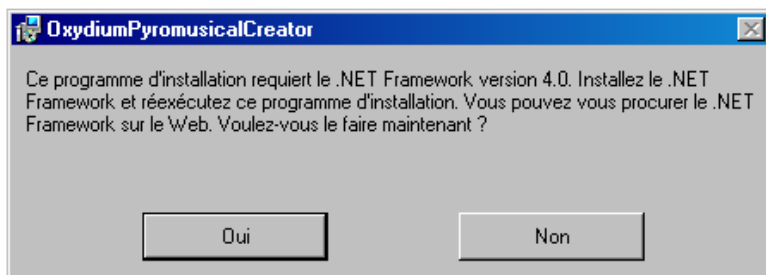 OxydiumPyromusicalCreator
Ce programme d'installation requiert le .NET Framework version 4.0. Installez le .NET
Framework et réexécutez ce programme d'installation. Vous pouvez vous procurer le .NET
Framework sur le Web. Voulez-vous le faire maintenant ?
Oui
Non